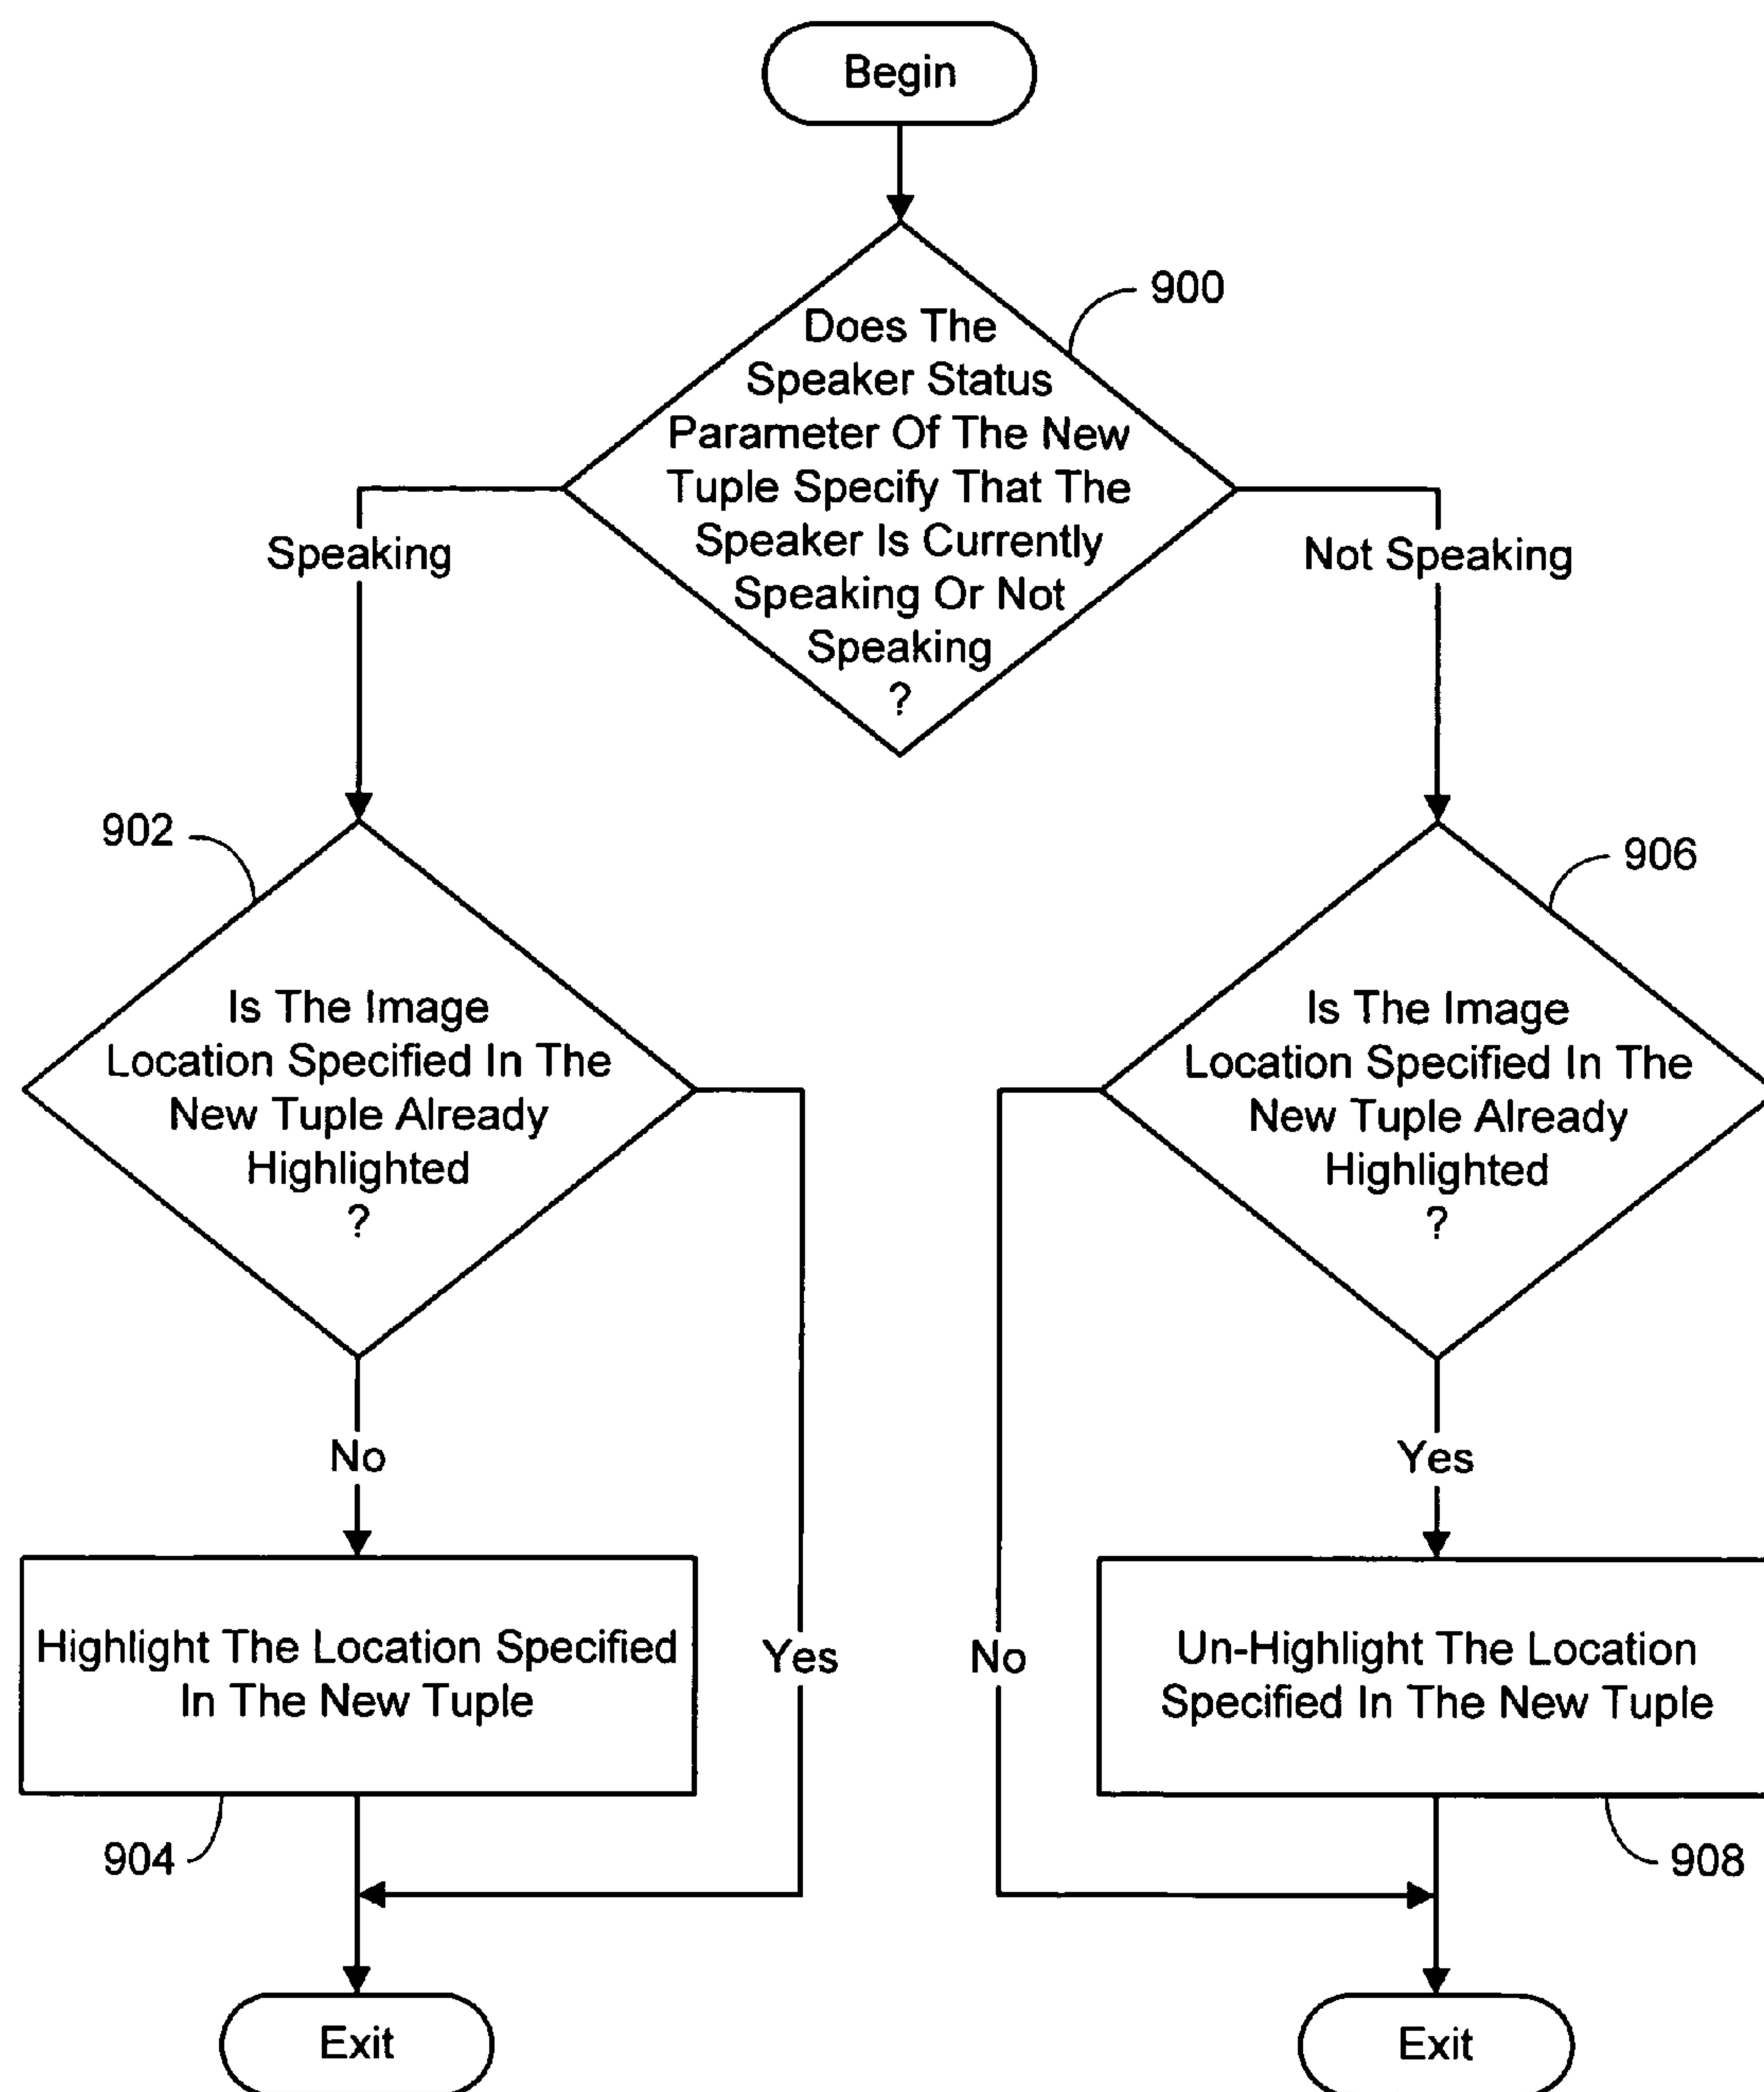 Begin
900
Does The
Speaker Status
Parameter Of The New
Tuple Specify That The
Speaker Is Currently
Speaking Or Not
Speaking
?
Speaking
Not Speaking
902
906
Is The Image
Location Specified In The
New Tuple Already
Highlighted
?
Is The Image
Location Specified In The
New Tuple Already
Highlighted
?
No
Yes
Highlight The Location Specified
In The New Tuple
Yes
No
Un-Highlight The Location
Specified In The New Tuple
904
908
Exit
Exit